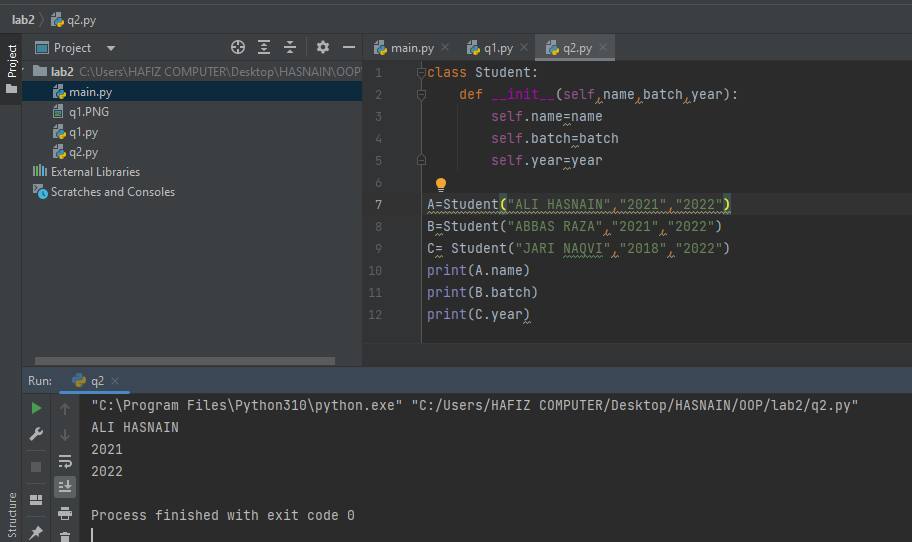 lab2 q2.py
Project
main.py
q1.py
q2.py
Project
lab2 C:\Users\HAFIZ COMPUTER\Desktop\HASNAIN\OOP\
main.py
q1.PNG
q1.py
q2.py
External Libraries
Scratches and Consoles
1 class Student:
2 def __init__(self,name,batch,year):
3 self.name=name
4 self.batch=batch
5 self.year=year
6
7 A=Student("ALI HASNAIN","2021","2022")
8 B=Student("ABBAS RAZA","2021","2022")
9 C= Student("JARI NAQVI","2018","2022")
10 print(A.name)
11 print(B.batch)
12 print(C.year)
Run: q2
"C:\Program Files\Python310\python.exe" "C:/Users/HAFIZ COMPUTER/Desktop/HASNAIN/OOP/lab2/q2.py"
ALI HASNAIN
2021
2022
Process finished with exit code 0
Structure